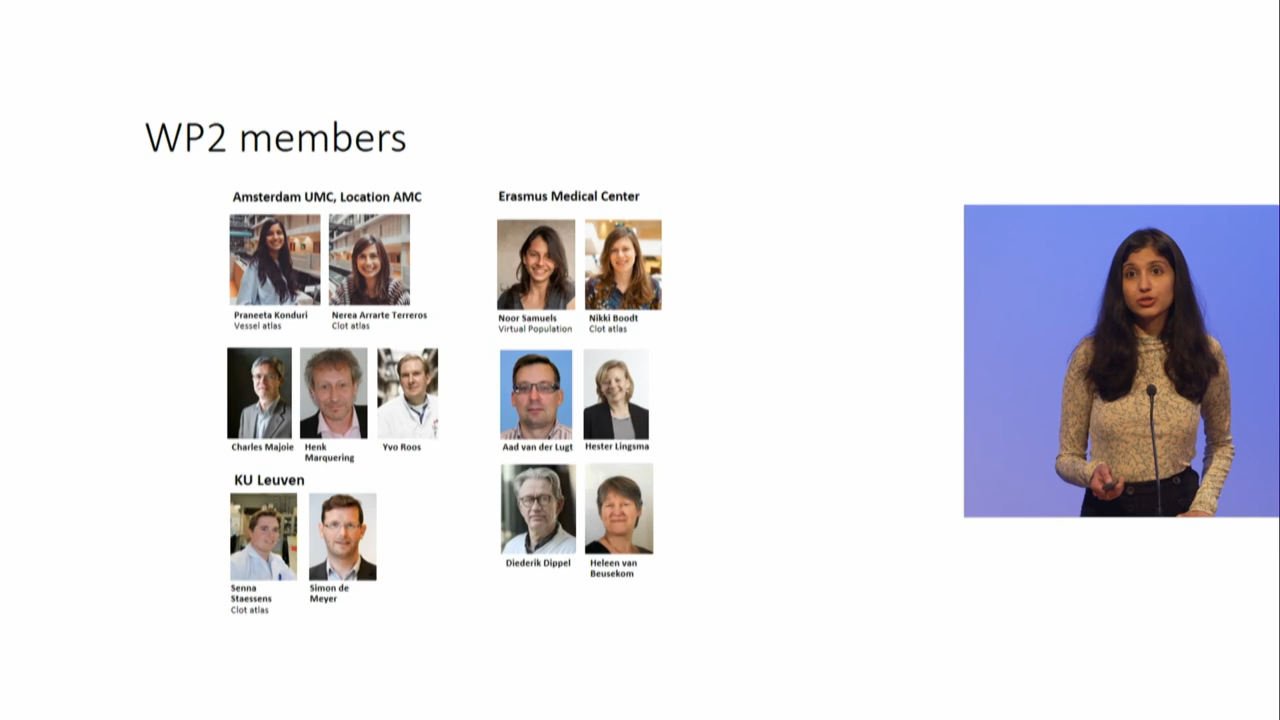 WP2 members
Amsterdam UMC, Location AMC
Praneeta Konduri
Vessel atlas
Nerea Arrarte Terreros
Clot atlas
Charles Majoie
Henk
Marquering
Yvo Roos
KU Leuven
Senna
Staessens
Clot atlas
Simon de
Meyer
Erasmus Medical Center
Noor Samuels
Virtual Population
Nikki Boodt
Clot atlas
Aad van der Lugt
Hester Lingsma
Diederik Dippel
Heleen van
Beusekom